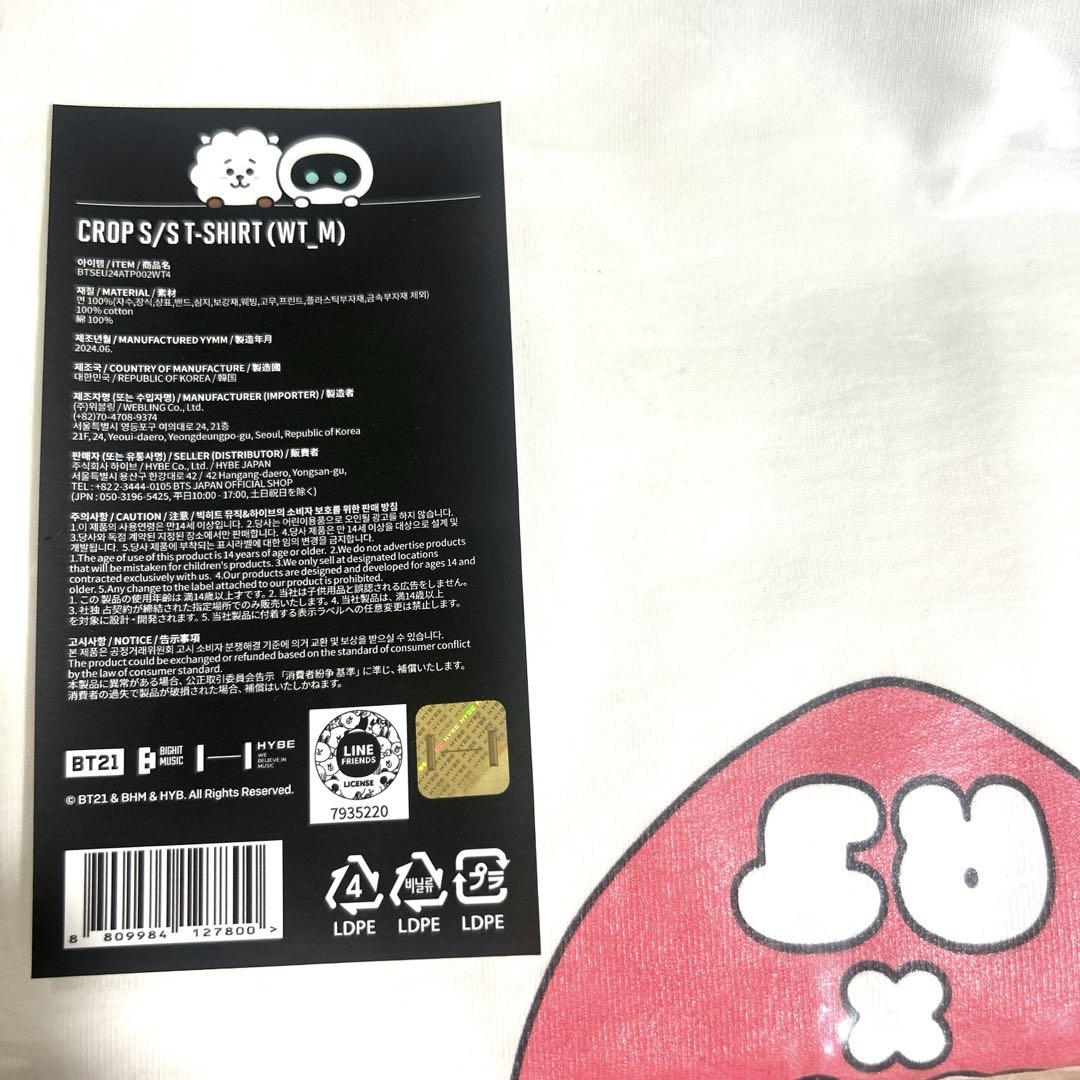 CROP S/S T-SHIRT (WT_M)
아이템 / ITEM / 商品名
BTSEU24ATP002WT4
재질 / MATERIAL / 素材
면 100%(자수,장식,상표,밴드,심지,보강재,웨빙,고무,프린트,플라스틱부자재,금속부자재 제외)
100% cotton
綿 100%
제조년월 / MANUFACTURED YYMM / 製造年月
2024.06.
제조국 / COUNTRY OF MANUFACTURE / 製造國
대한민국 / REPUBLIC OF KOREA / 韓国
제조자명 (또는 수입자명) / MANUFACTURER (IMPORTER) / 製造者
(주)위블링 / WEBLING Co., Ltd.
(+82)70-4708-9374
서울특별시 영등포구 여의대로 24, 21층
21F, 24, Yeoui-daero, Yeongdeungpo-gu, Seoul, Republic of Korea
판매자 (또는 유통사명) / SELLER (DISTRIBUTOR) / 販賣者
주식회사 하이브 / HYBE Co., Ltd. / HYBE JAPAN
서울특별시 용산구 한강대로 42 / 42 Hangang-daero, Yongsan-gu,
TEL : +82 2-3444-0105 BTS JAPAN OFFICIAL SHOP
(JPN : 050-3196-5425, 平日10:00 - 17:00, 土日祝日を除く)
주의사항 / CAUTION / 注意 / 빅히트 뮤직&하이브의 소비자 보호를 위한 판매 방침
1.이 제품의 사용연령은 만14세 이상입니다. 2.당사는 어린이용품으로 오인될 광고를 하지 않습니다.
3.당사와 독점 계약된 지정된 장소에서만 판매합니다. 4.당사 제품은 만 14세 이상을 대상으로 설계 및
개발됩니다. 5.당사 제품에 부착되는 표시라벨에 대한 임의 변경을 금지합니다.
1.The age of use of this product is 14 years of age or older. 2.We do not advertise products
that will be mistaken for children's products. 3.We only sell at designated locations
contracted exclusively with us. 4.Our products are designed and developed for ages 14 and
older. 5.Any change to the label attached to our product is prohibited.
1. この 製品の使用年齢は 満14歳以上才です。2. 当社は子供用品と誤認される広告をしません。
3. 社独 占契約が締結された指定場所でのみ販売いたします。4. 当社製品は、満14歳以上
を対象に設計・開発されます。5. 当社製品に付着する表示ラベルへの任意変更は禁止します。
고시사항 / NOTICE / 告示事項
본 제품은 공정거래위원회 고시 소비자 분쟁해결 기준에 의거 교환 및 보상을 받으실 수 있습니다.
The product could be exchanged or refunded based on the standard of consumer conflict
by the law of consumer standard.
本製品に異常がある場合、公正取引委員会告示 「消費者紛争 基準」に準じ、補償いたします。
消費者の過失で製品が破損された場合、補償はいたしかねます。
BT21 BIGHIT MUSIC HYBE WE BELIEVE IN MUSIC
LINE FRIENDS LICENSE
7935220
© BT21 & BHM & HYB. All Rights Reserved.
8 809984 127800 >
4 비닐류 プラ
LDPE LDPE LDPE